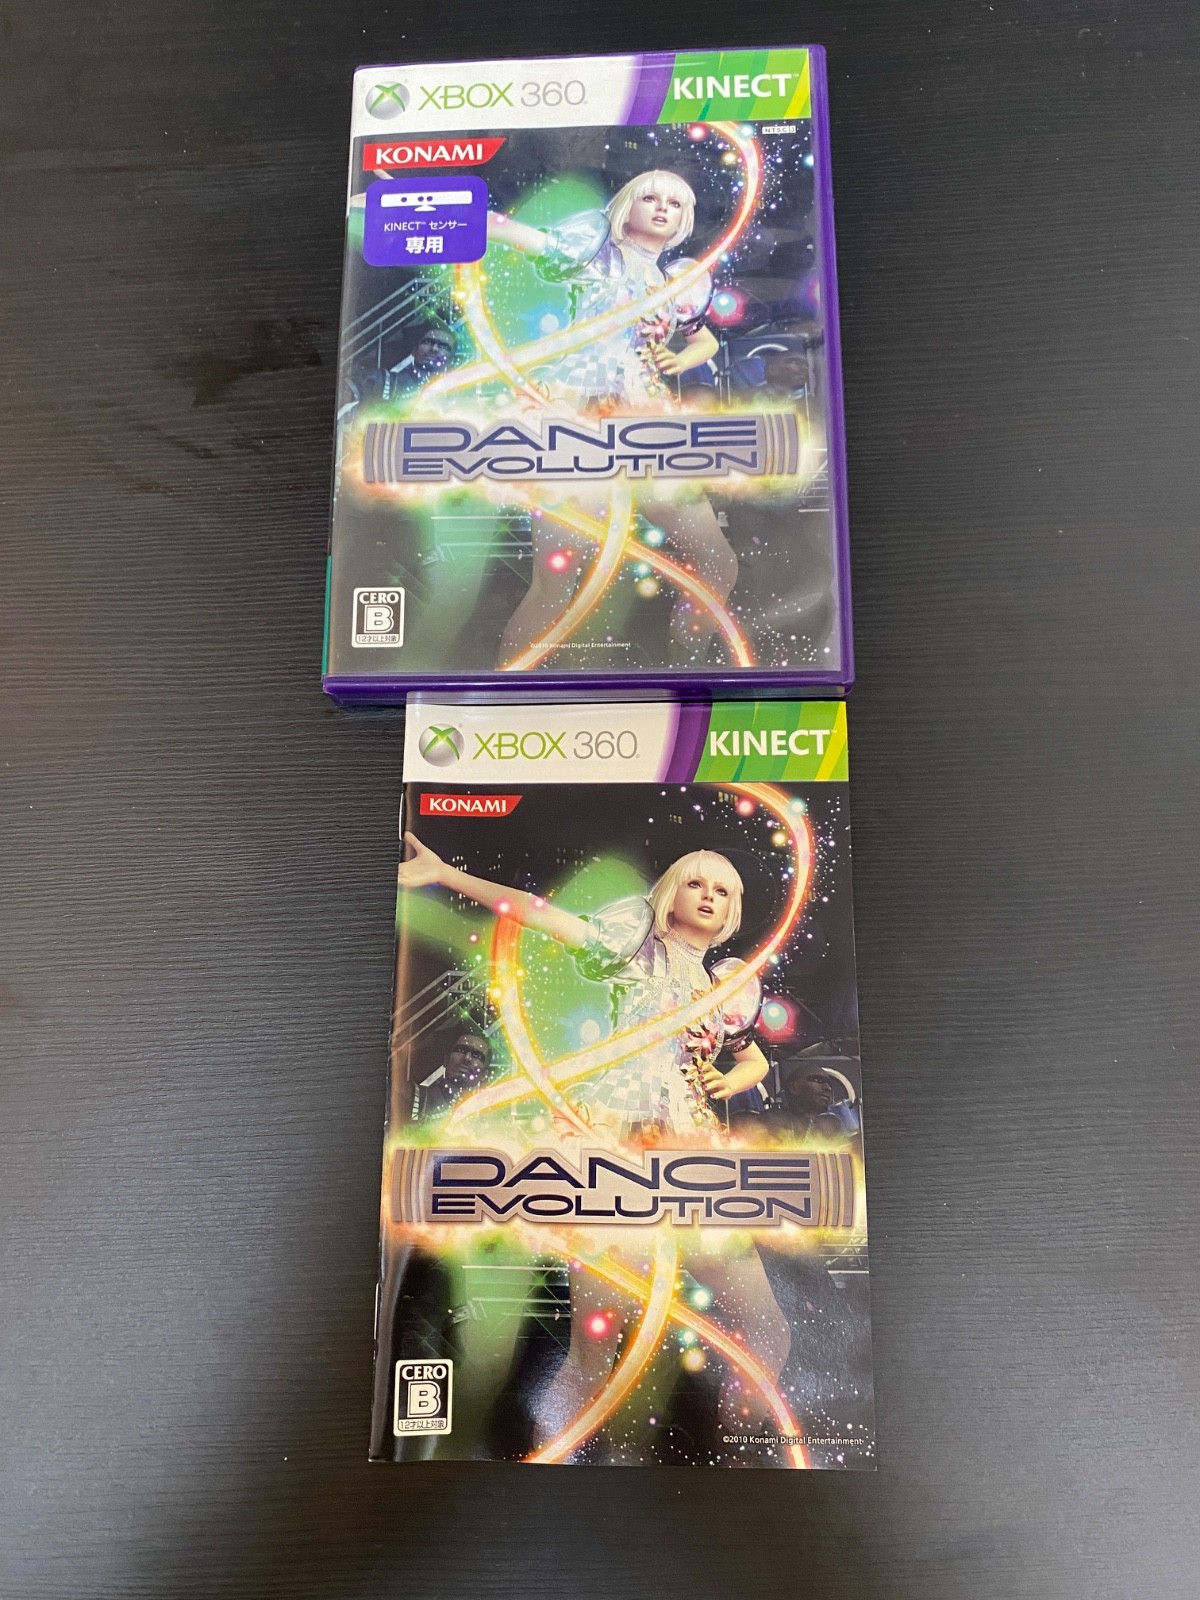 XBOX 360
KINECT™
NTSC J
KONAMI
KINECT™ センサー
専用
DANCE
EVOLUTION
CERO
B
12才以上対象
©2010 Konami Digital Entertainment
XBOX 360
KINECT
KONAMI
DANCE
EVOLUTION
CERO
B
12才以上対象
©2010 Konami Digital Entertainment